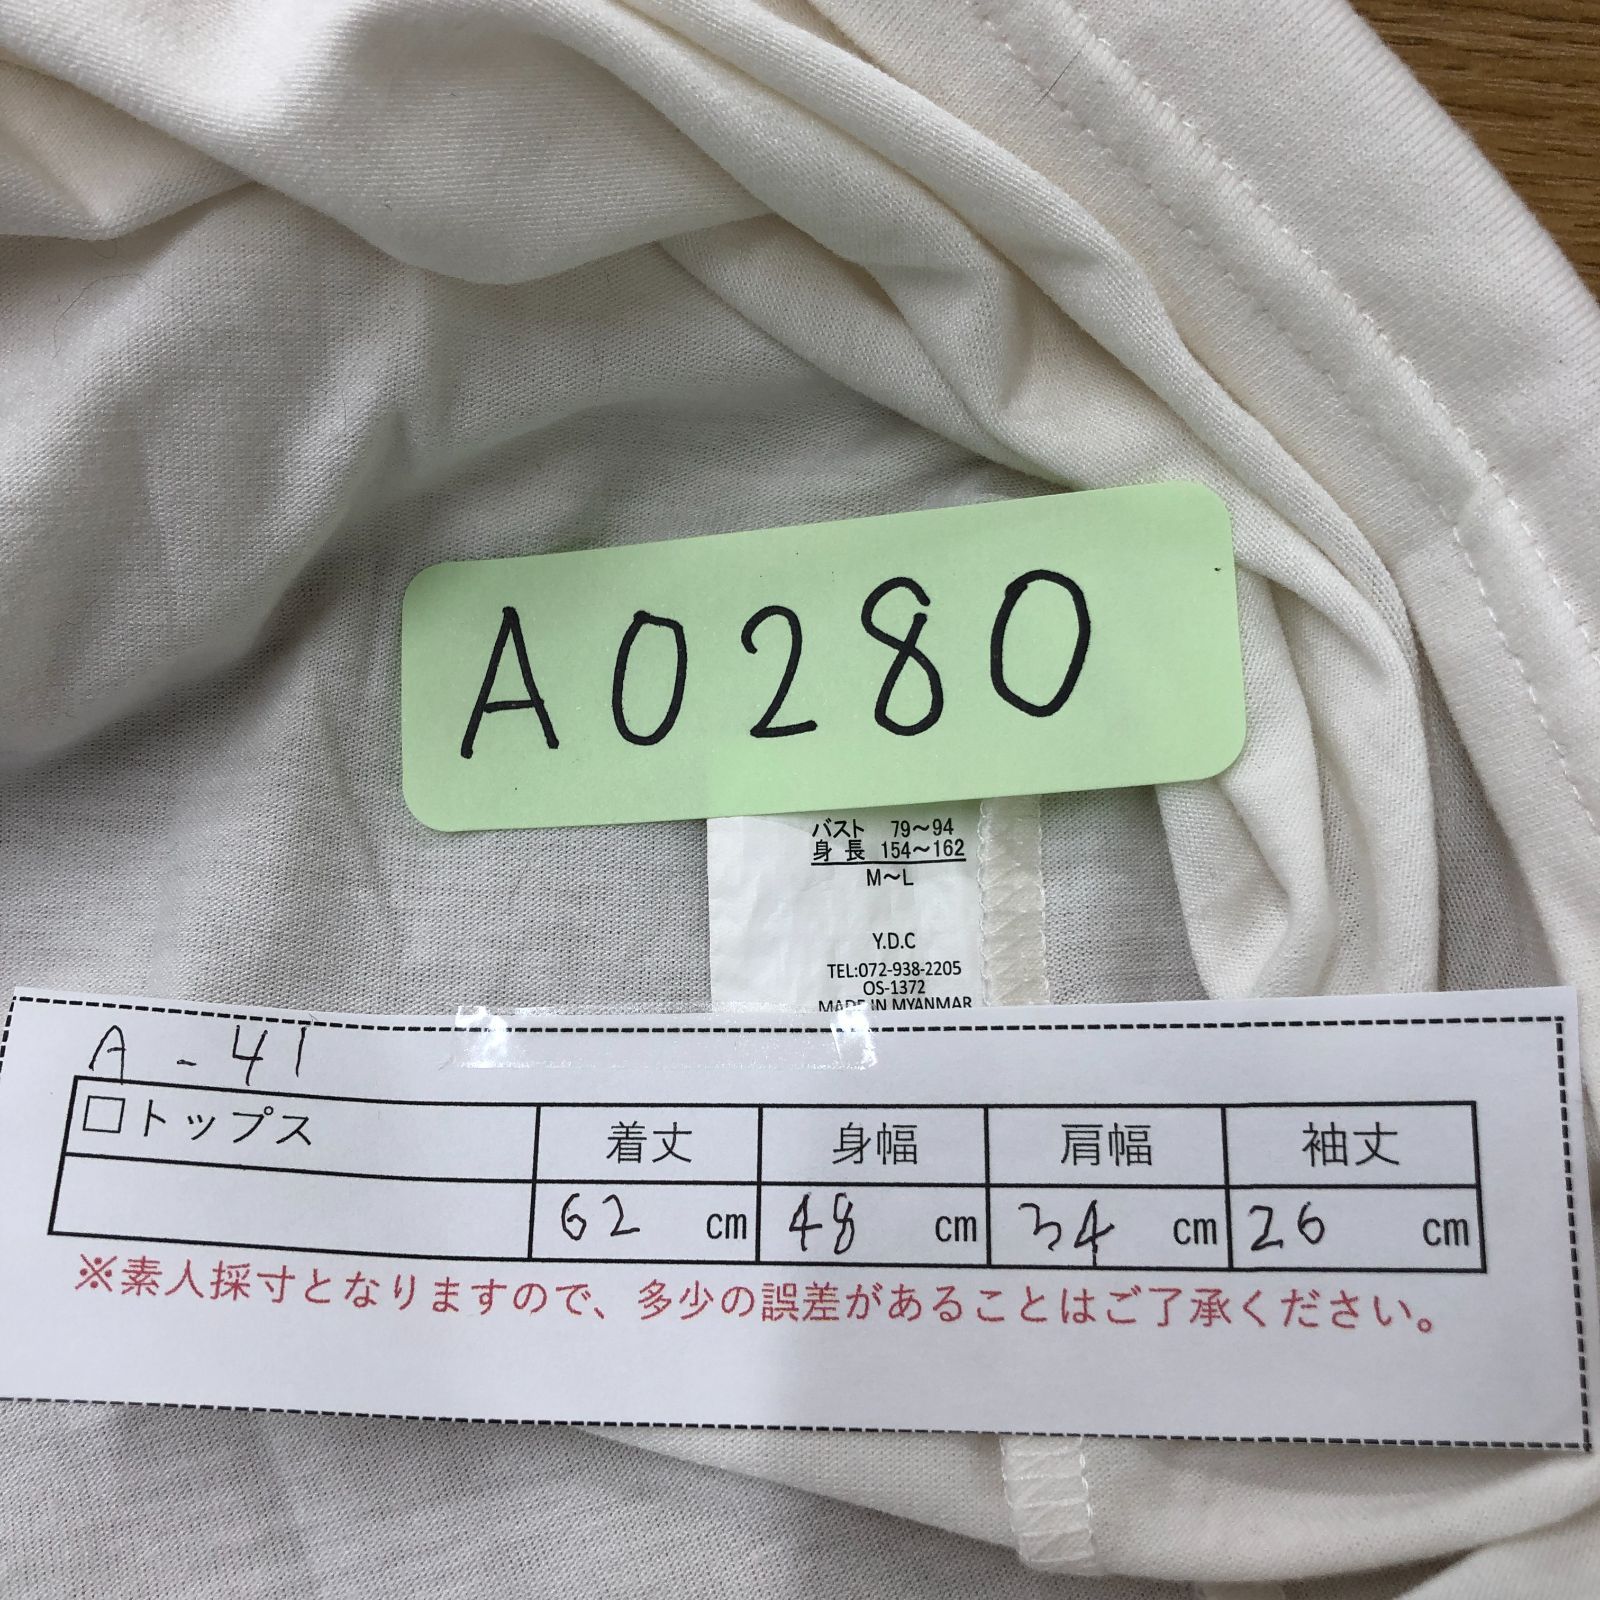 A0280
バスト 79～94
身長 154～162
M～L
Y.D.C
TEL:072-938-2205
OS-1372
MADE IN MYANMAR
A - 41
□トップス 着丈 身幅 肩幅 袖丈
62 cm 48 cm 34 cm 26 cm
※素人採寸となりますので、多少の誤差があることはご了承ください。